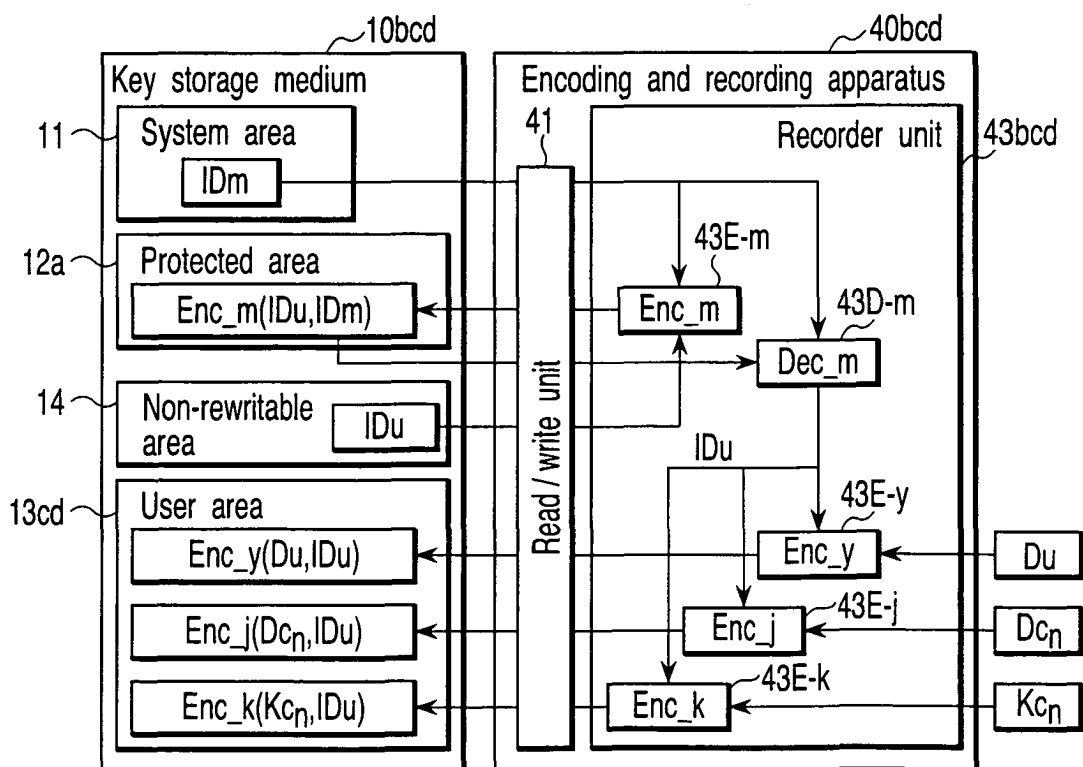 10bcd
40bcd
Key storage medium
Encoding and recording apparatus
11
System area
41
Recorder unit
43bcd
IDm
12a
Protected area
43E-m
Enc_m(IDu,IDm)
Enc_m
43D-m
Dec_m
14
Non-rewritable
area
IDu
Read / write unit
IDu
13cd
User area
43E-y
Enc_y(Du,IDu)
Enc_y
Du
Enc_j(Dcn,IDu)
Enc_j
43E-j
Dcn
Enc_k(Kcn,IDu)
Enc_k
43E-k
Kcn